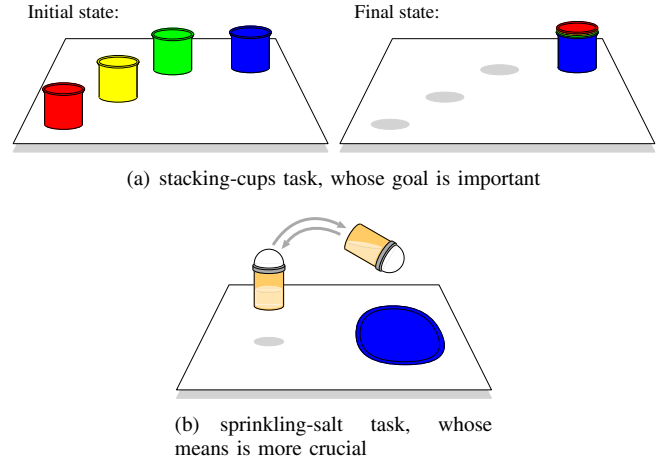 Initial state:
Final state:
(a) stacking-cups task, whose goal is important
(b) sprinkling-salt task, whose
means is more crucial